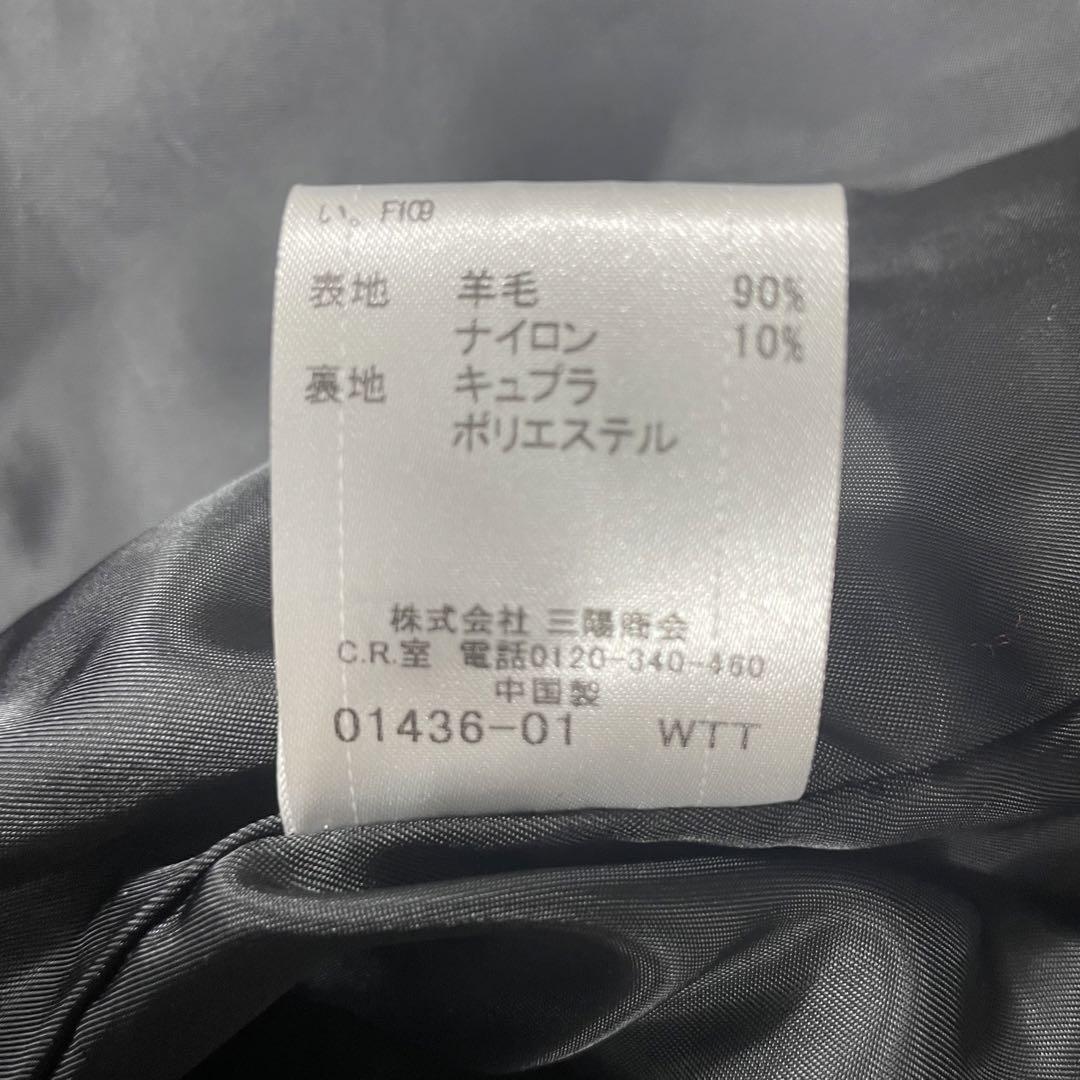 い。F109
表地 羊毛 90%
ナイロン 10%
裏地 キュプラ
ポリエステル
株式会社 三陽商会
C.R.室 電話0120-340-460
中国製
01436-01 WTT